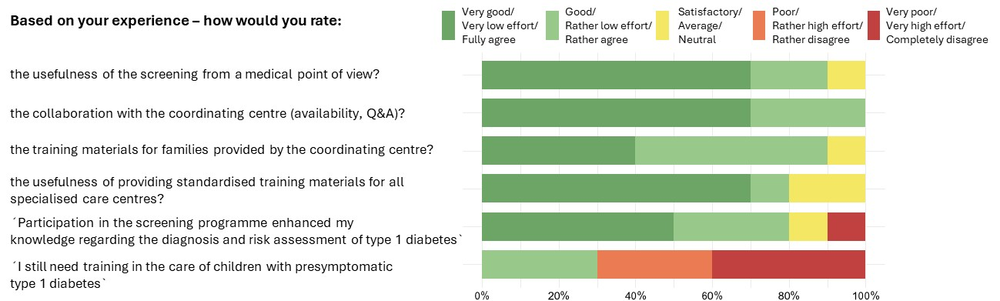 Based on your experience – how would you rate:
Very good/
Very low effort/
Fully agree
Good/
Rather low effort/
Rather agree
Satisfactory/
Average/
Neutral
Poor/
Rather high effort/
Rather disagree
Very poor/
Very high effort/
Completely disagree
the usefulness of the screening from a medical point of view?
the collaboration with the coordinating centre (availability, Q&A)?
the training materials for families provided by the coordinating centre?
the usefulness of providing standardised training materials for all
specialised care centres?
´Participation in the screening programme enhanced my
knowledge regarding the diagnosis and risk assessment of type 1 diabetes`
´I still need training in the care of children with presymptomatic
type 1 diabetes`
0% 20% 40% 60% 80% 100%